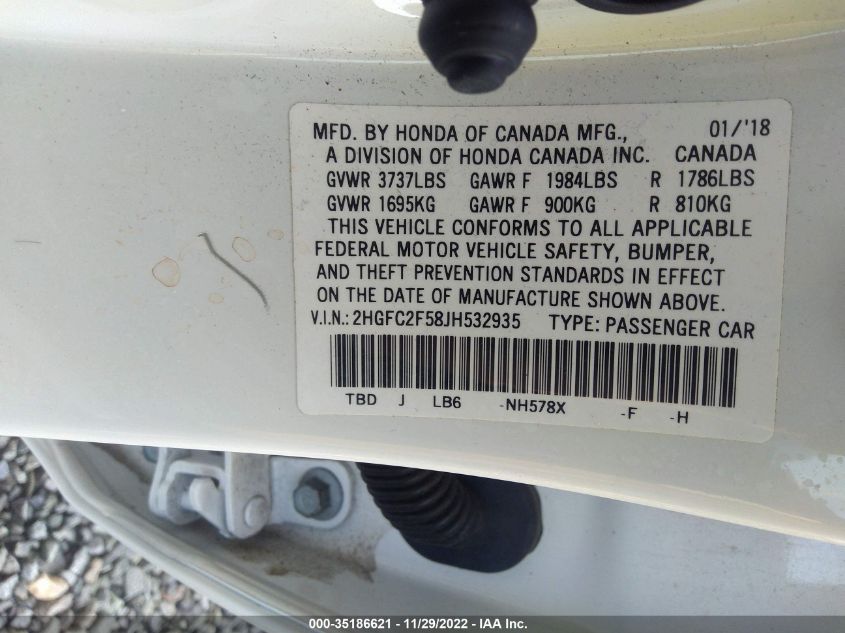 MFD. BY HONDA OF CANADA MFG., 01/'18
A DIVISION OF HONDA CANADA INC. CANADA
GVWR 3737LBS GAWR F 1984LBS R 1786LBS
GVWR 1695KG GAWR F 900KG R 810KG
THIS VEHICLE CONFORMS TO ALL APPLICABLE
FEDERAL MOTOR VEHICLE SAFETY, BUMPER,
AND THEFT PREVENTION STANDARDS IN EFFECT
ON THE DATE OF MANUFACTURE SHOWN ABOVE.
V.I.N.: 2HGFC2F58JH532935 TYPE: PASSENGER CAR
TBD J LB6 -NH578X -F -H
000-35186621 - 11/29/2022 - IAA Inc.